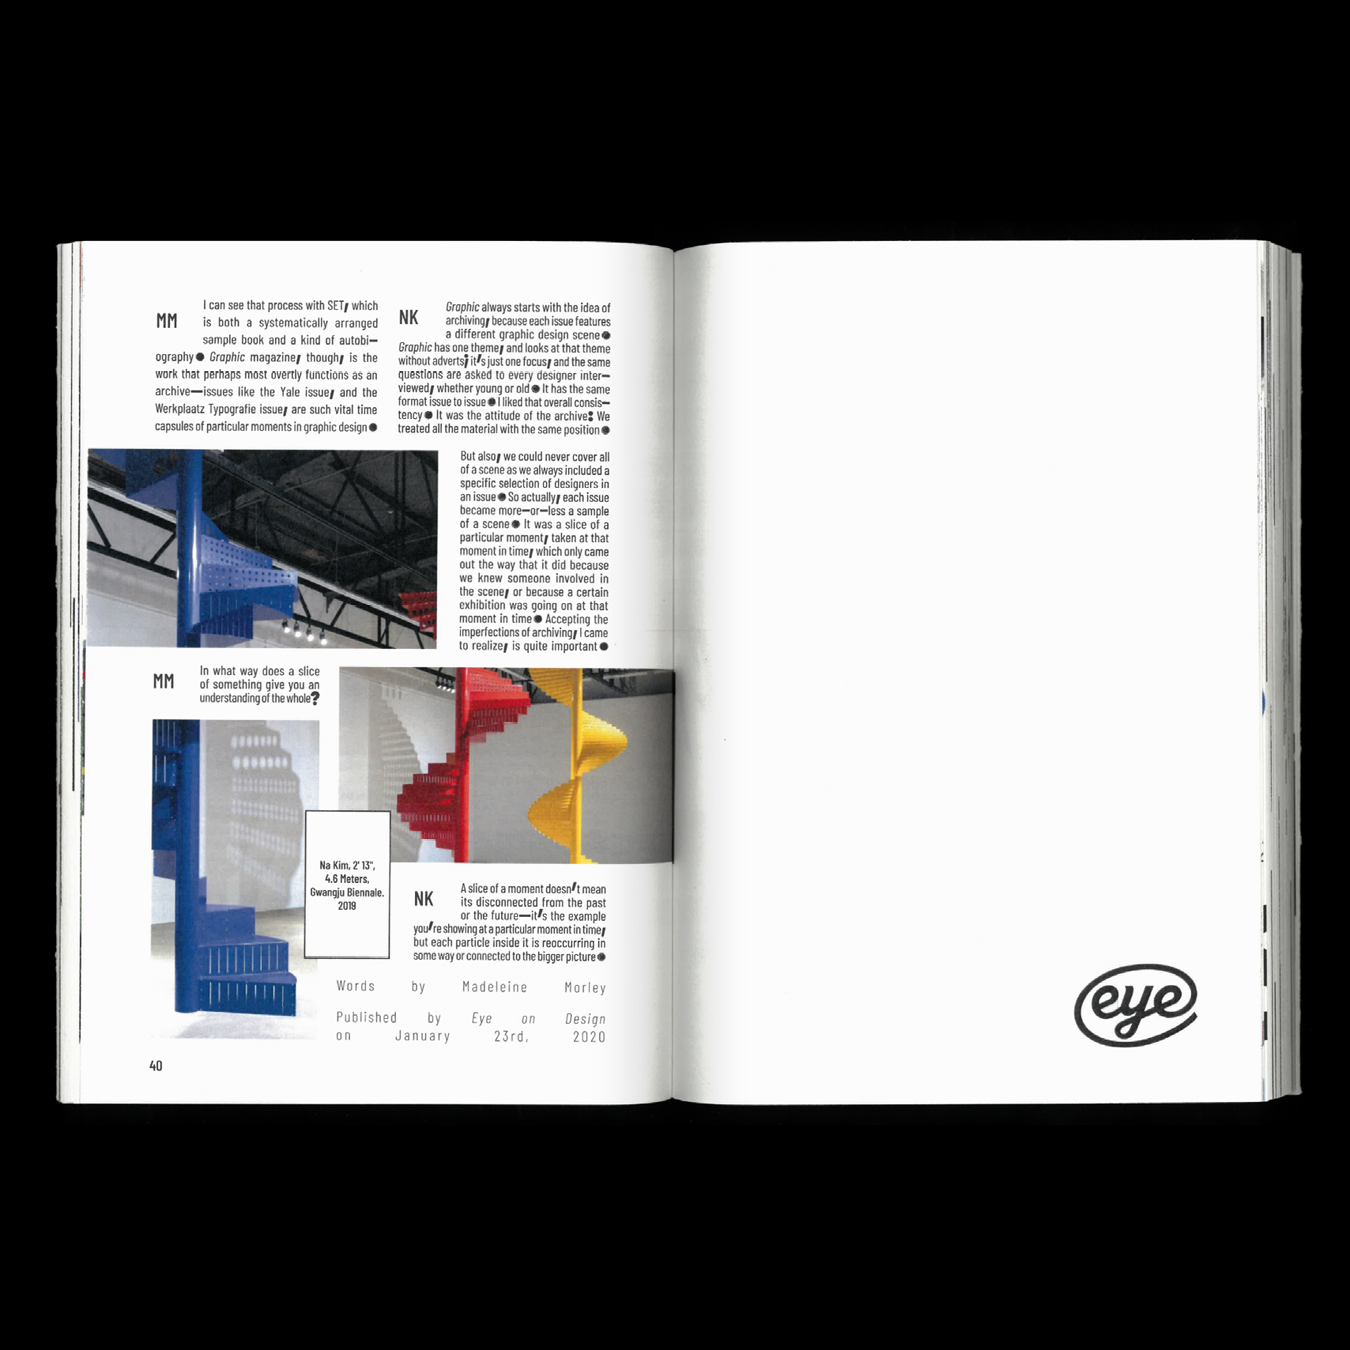 MM
I can see that process with SET, which
is both a systematically arranged
sample book and a kind of autobi–
ography● Graphic magazine, though, is the
work that perhaps most overtly functions as an
archive—issues like the Yale issue, and the
Werkplaatz Typografie issue, are such vital time
capsules of particular moments in graphic design●
NK
Graphic always starts with the idea of
archiving, because each issue features
a different graphic design scene●
Graphic has one theme, and looks at that theme
without adverts; it's just one focus, and the same
questions are asked to every designer inter–
viewed, whether young or old● It has the same
format issue to issue● I liked that overall consis–
tency● It was the attitude of the archive: We
treated all the material with the same position●
But also, we could never cover all
of a scene as we always included a
specific selection of designers in
an issue● So actually, each issue
became more–or–less a sample
of a scene● It was a slice of a
particular moment, taken at that
moment in time, which only came
out the way that it did because
we knew someone involved in
the scene, or because a certain
exhibition was going on at that
moment in time● Accepting the
imperfections of archiving, I came
to realize, is quite important●
MM
In what way does a slice
of something give you an
understanding of the whole?
Na Kim, 2' 13",
4.6 Meters,
Gwangju Biennale.
2019
NK
A slice of a moment doesn't mean
its disconnected from the past
or the future—it's the example
you're showing at a particular moment in time,
but each particle inside it is reoccurring in
some way or connected to the bigger picture●
Words by Madeleine Morley
Published by Eye on Design
on January 23rd, 2020
40
eye